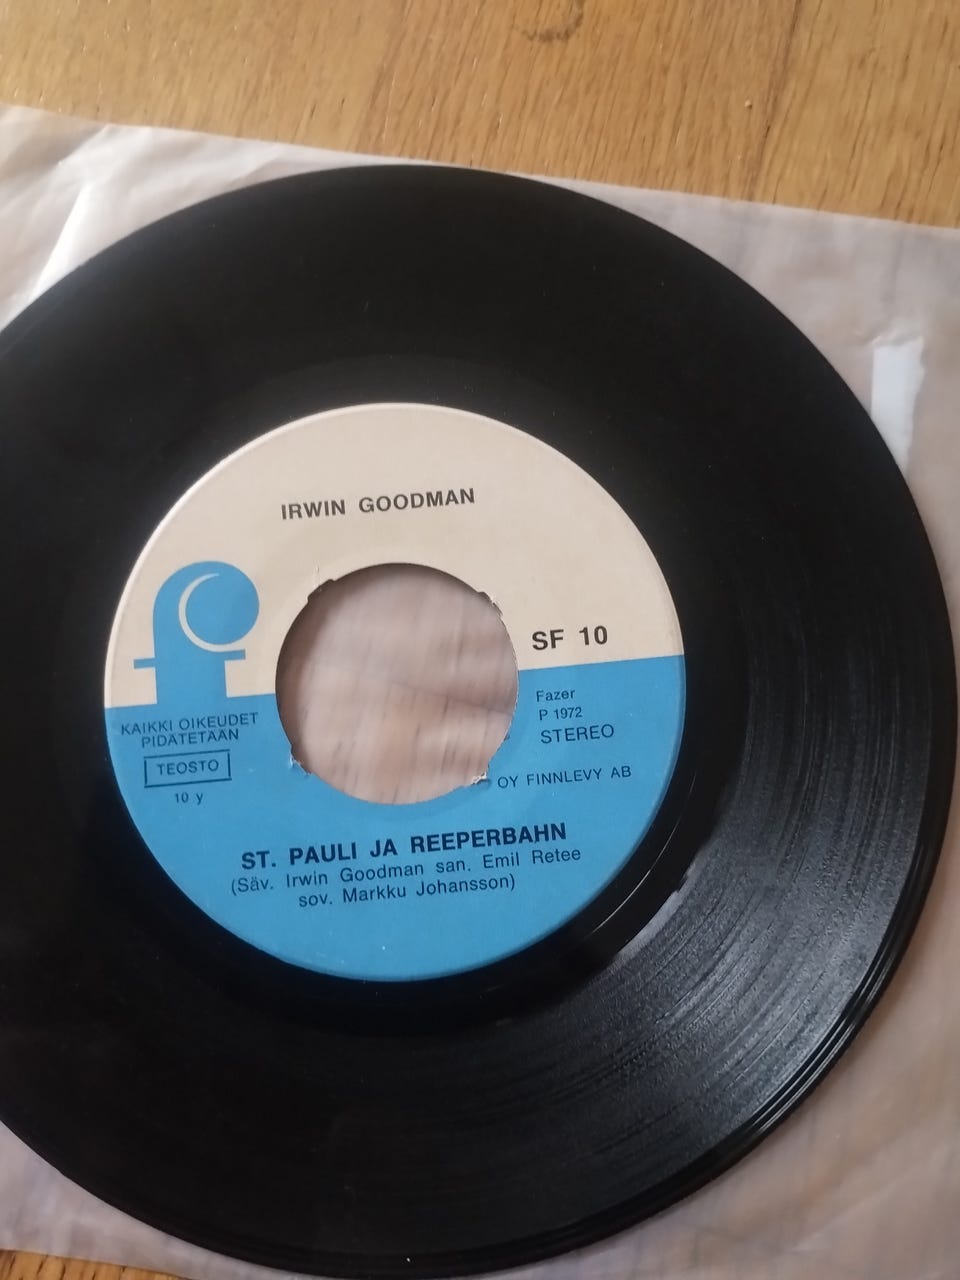 IRWIN GOODMAN
SF 10
Fazer
P 1972
STEREO
KAIKKI OIKEUDET
PIDÄTETÄÄN
TEOSTO
10 y
OY FINNLEVY AB
ST. PAULI JA REEPERBAHN
(Säv. Irwin Goodman san. Emil Retee
sov. Markku Johansson)